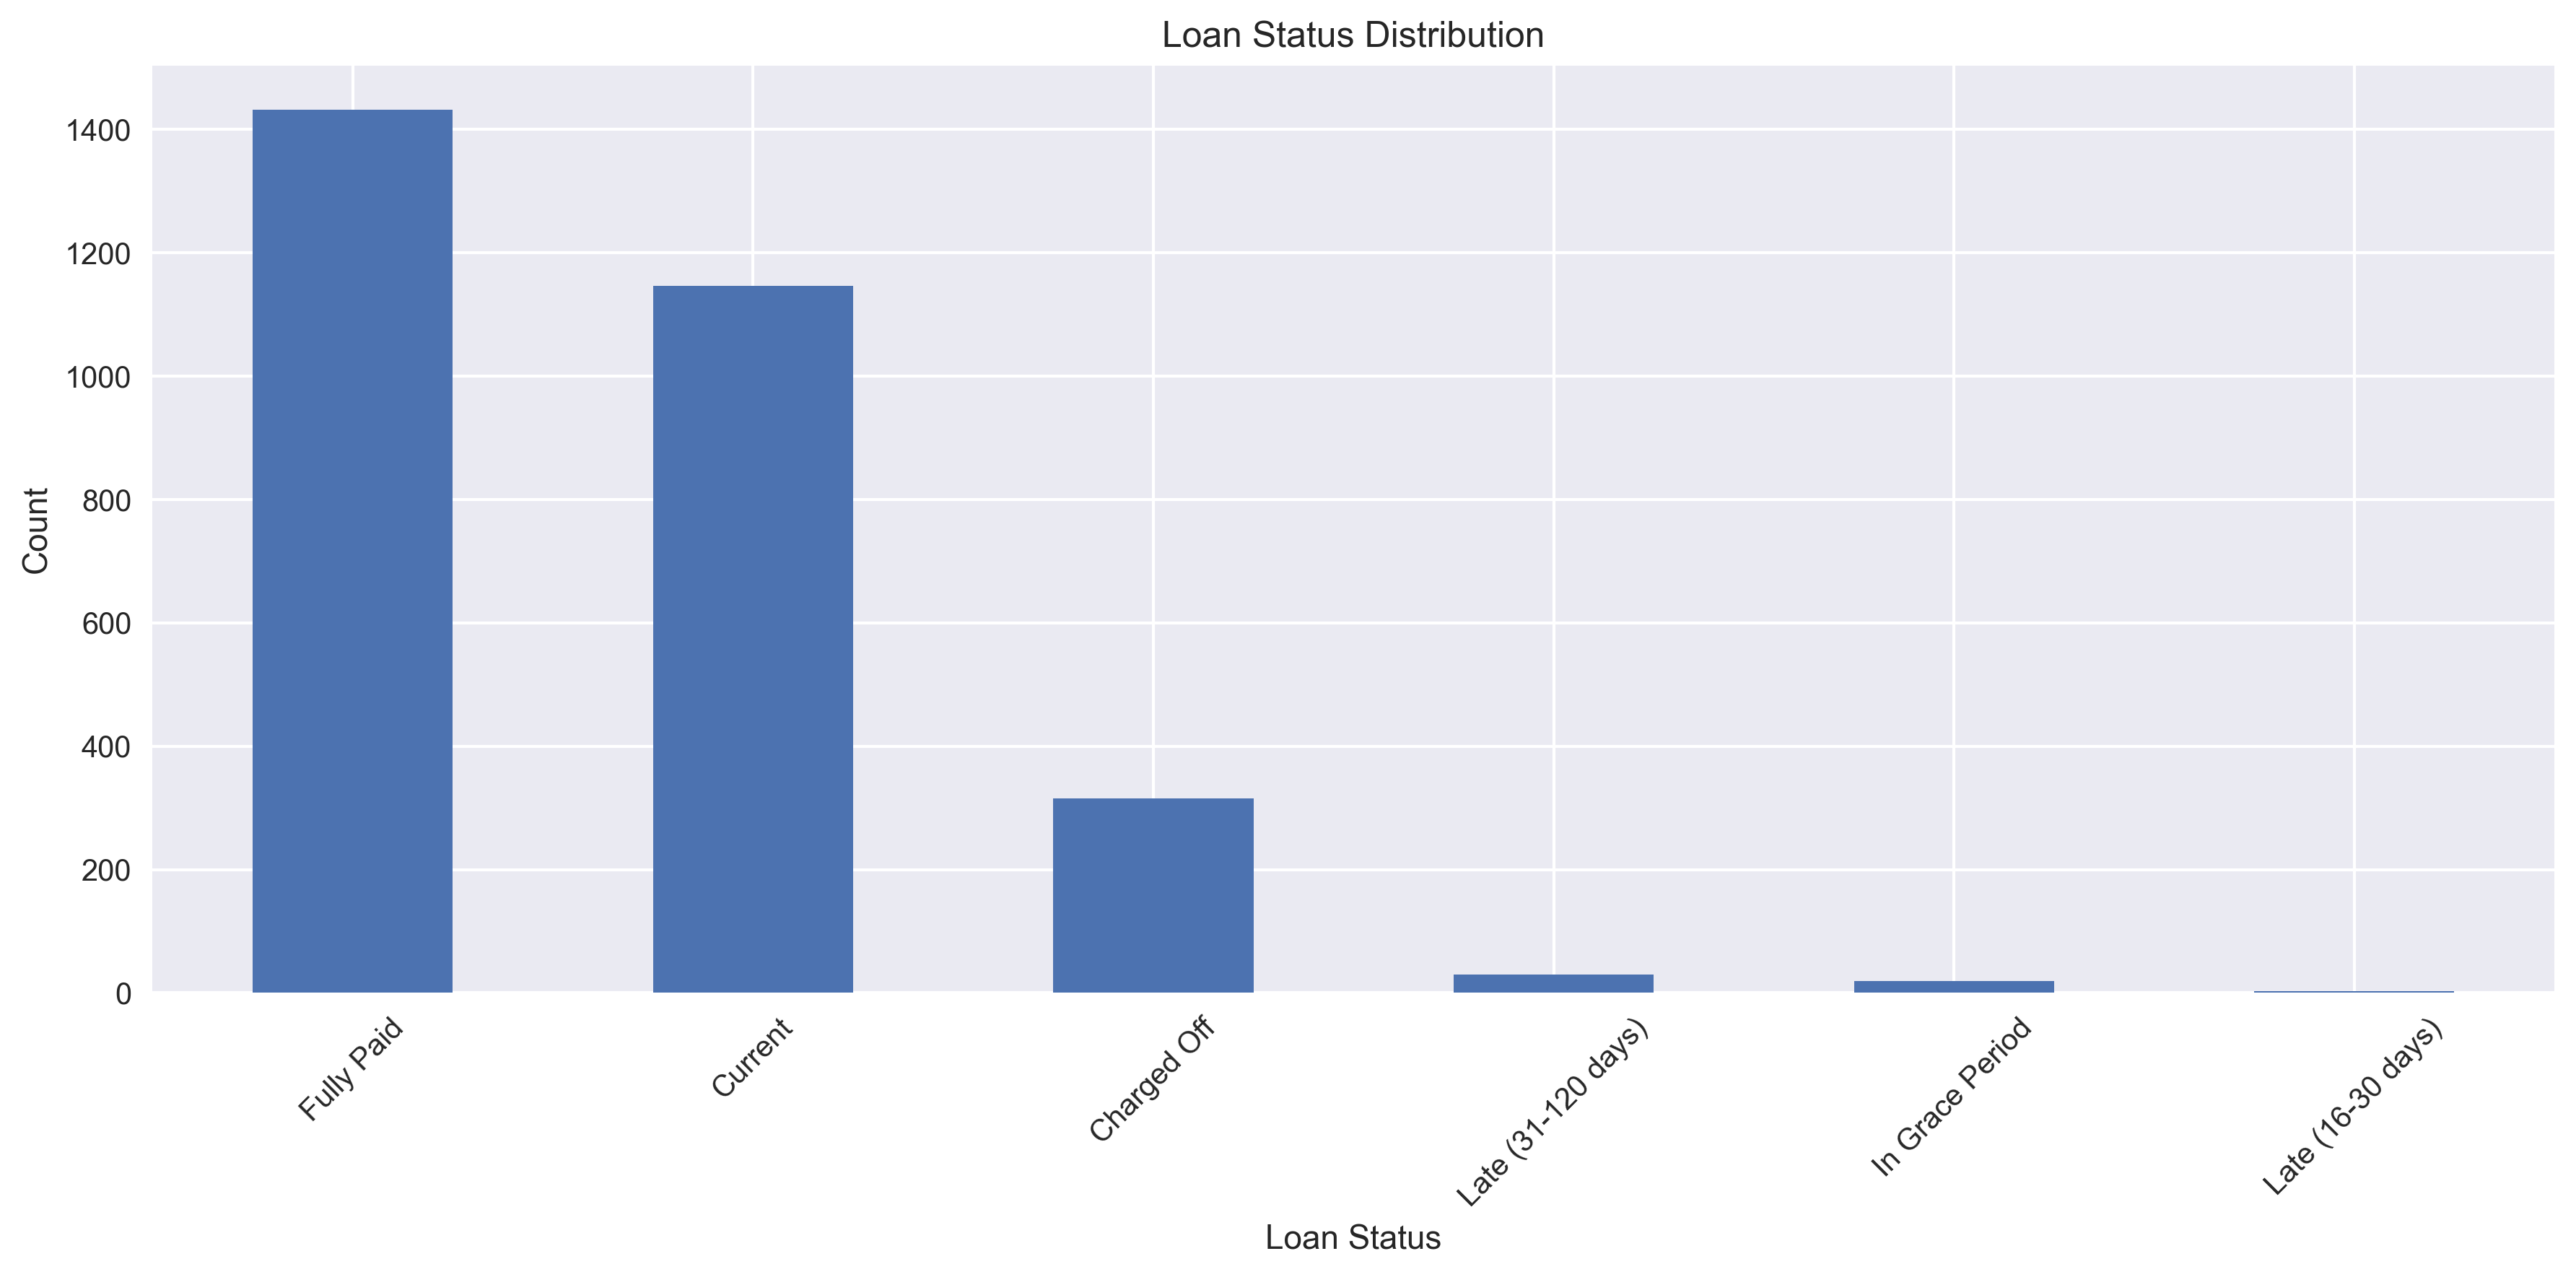 Loan Status Distribution
Count
1400
1200
1000
800
600
400
200
0
Fully Paid
Current
Charged Off
Late (31-120 days)
In Grace Period
Late (16-30 days)
Loan Status